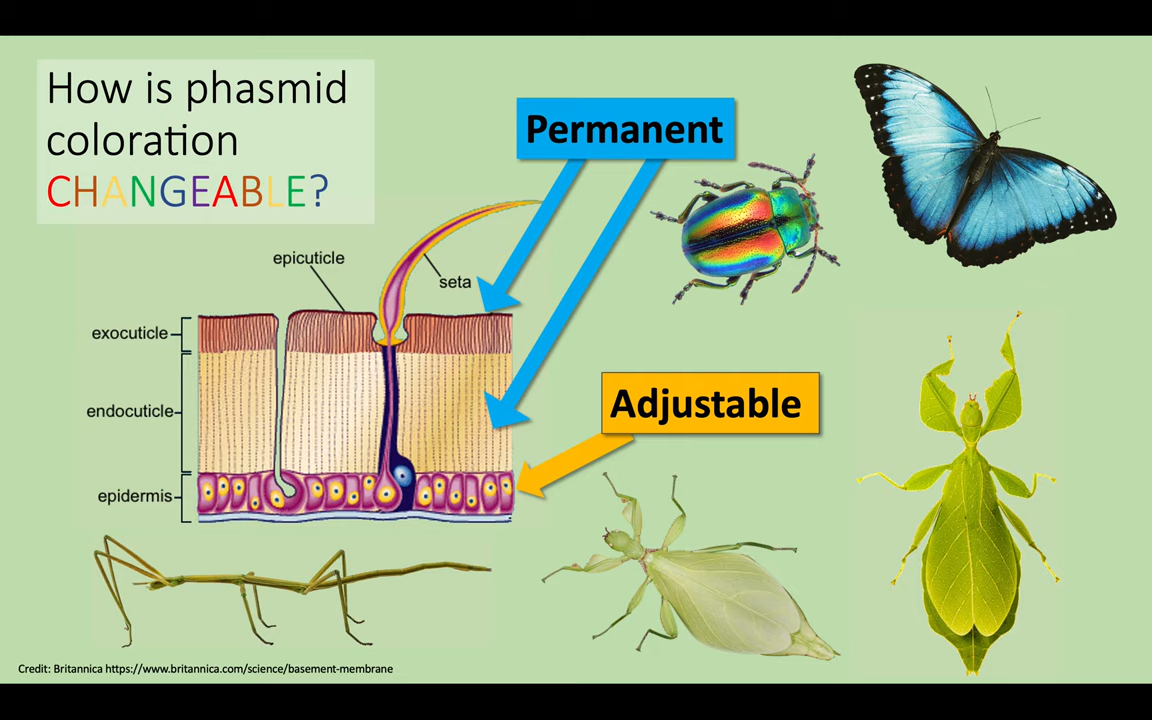 How is phasmid
coloration
CHANGEABLE?
Permanent
epicuticle
seta
exocuticle
endocuticle
Adjustable
epidermis
Credit: Britannica https://www.britannica.com/science/basement-membrane